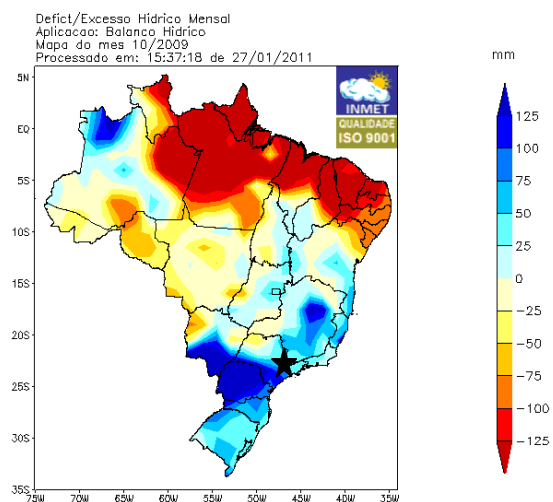 Defict/Excesso Hidrico Mensal
Aplicacao: Balanco Hidrico
Mapa do mes 10/2009
Processado em: 15:37:18 de 27/01/2011
mm
INMET
QUALIDADE
ISO 9001
5N
EQ
5S
10S
15S
20S
25S
30S
35S
75W 70W 65W 60W 55W 50W 45W 40W 35W
125
100
75
50
25
0
−25
−50
−75
−100
−125